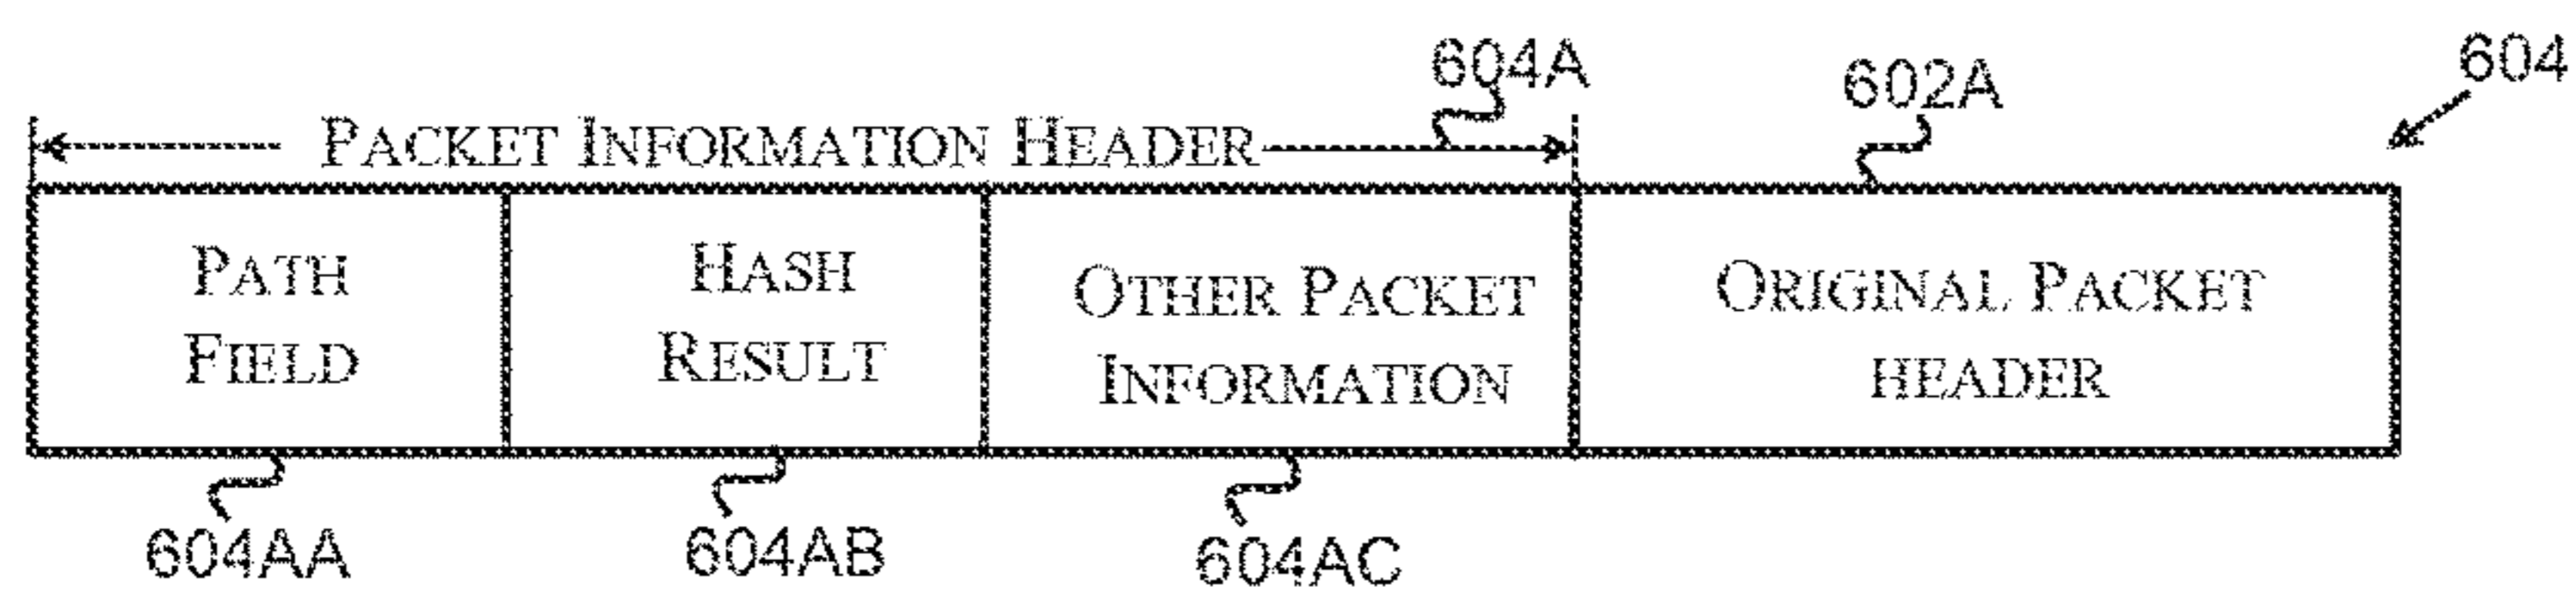 604A
602A
604
PACKET INFORMATION HEADER
PATH
FIELD
HASH
RESULT
OTHER PACKET
INFORMATION
ORIGINAL PACKET
HEADER
604AA
604AB
604AC